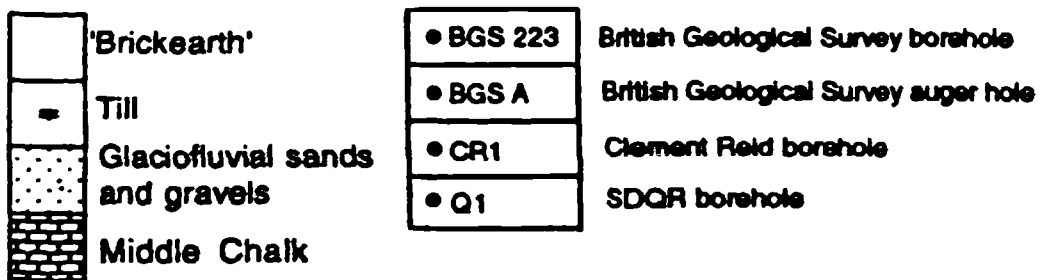 'Brickearth'
Till
Glaciofluvial sands
and gravels
Middle Chalk
• BGS 223 British Geological Survey borehole
• BGS A British Geological Survey auger hole
• CR1 Clement Reid borehole
• Q1 SDQR borehole